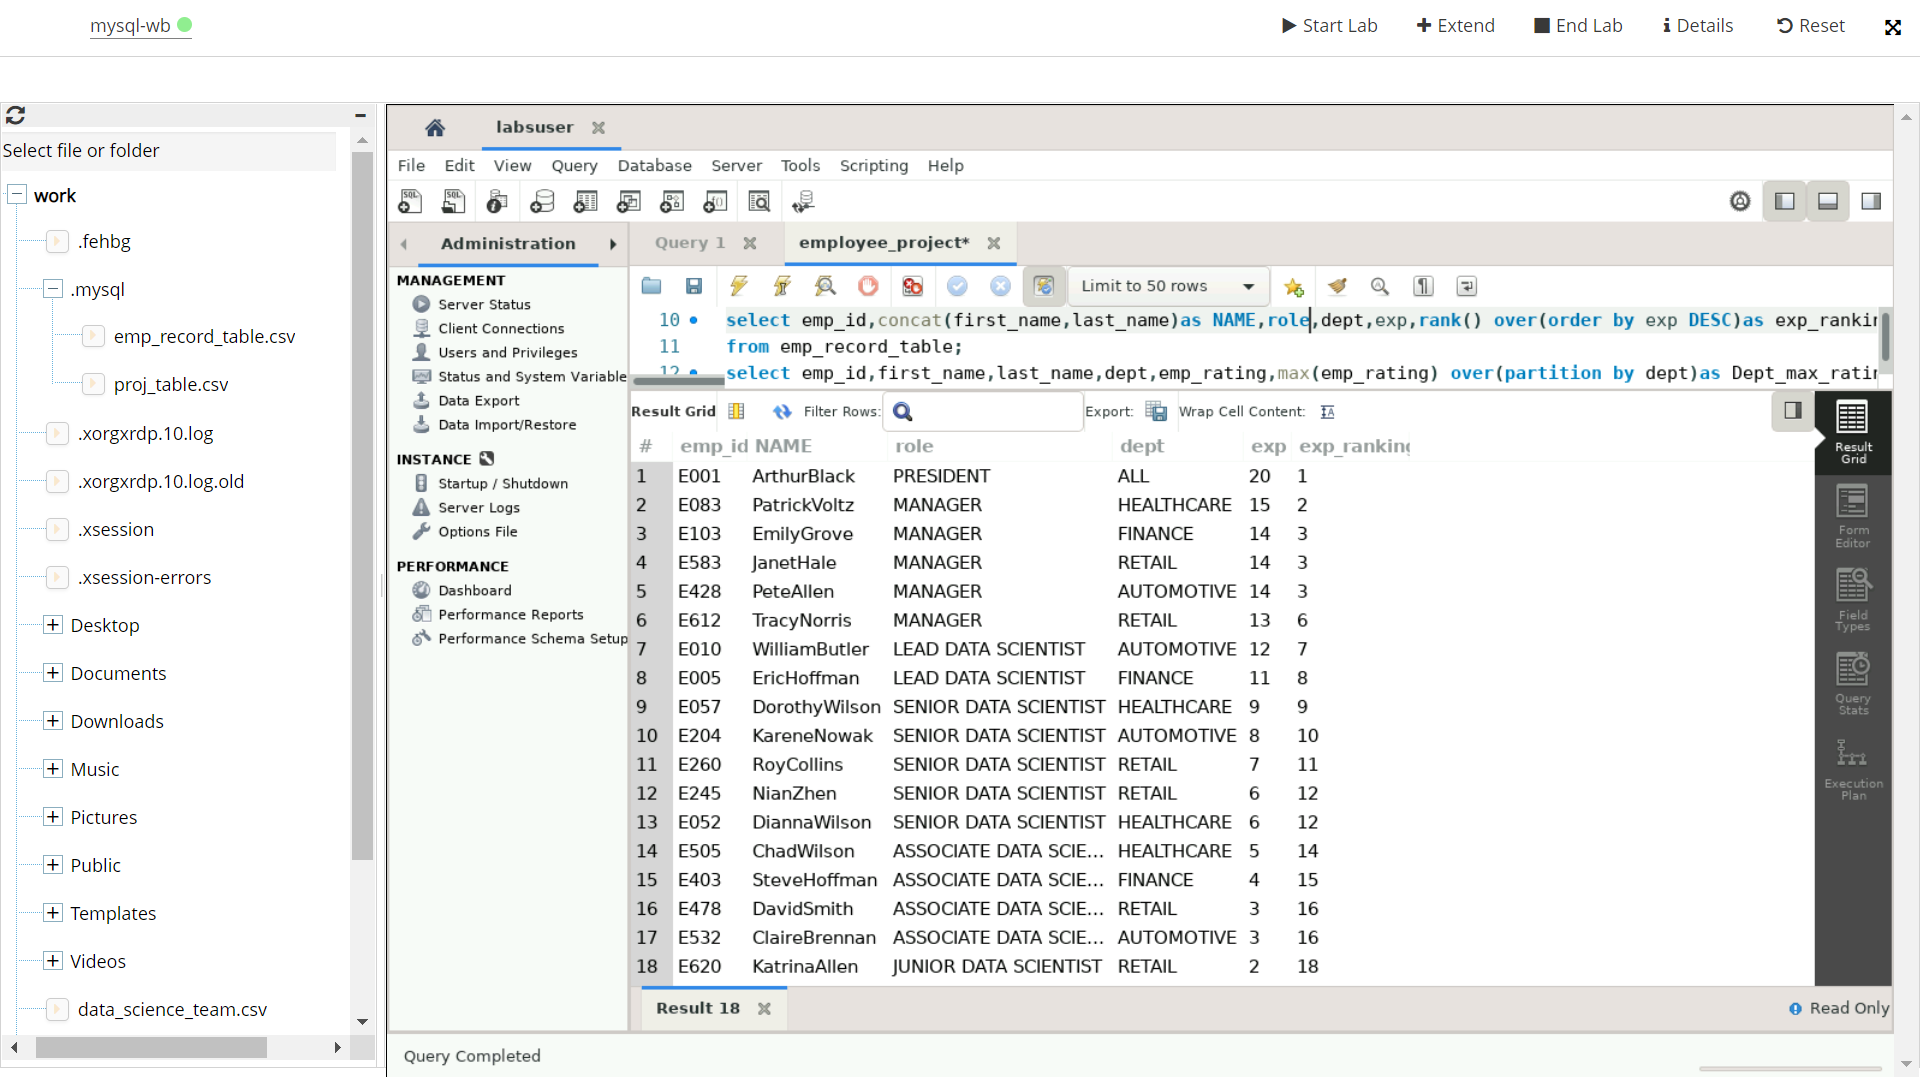 mysql-wb
Start Lab
Extend
End Lab
Details
Reset
Select file or folder
work
.fehbg
.mysql
emp_record_table.csv
proj_table.csv
.xorgxrdp.10.log
.xorgxrdp.10.log.old
.xsession
.xsession-errors
Desktop
Documents
Downloads
Music
Pictures
Public
Templates
Videos
data_science_team.csv
labsuser
File Edit View Query Database Server Tools Scripting Help
Administration
MANAGEMENT
Server Status
Client Connections
Users and Privileges
Status and System Variable
Data Export
Data Import/Restore
INSTANCE
Startup / Shutdown
Server Logs
Options File
PERFORMANCE
Dashboard
Performance Reports
Performance Schema Setup
Query 1
employee_project*
Limit to 50 rows
10 select emp_id,concat(first_name,last_name)as NAME,role,dept,exp,rank() over(order by exp DESC)as exp_rankin
11 from emp_record_table;
12 select emp_id,first_name,last_name,dept,emp_rating,max(emp_rating) over(partition by dept)as Dept_max_ratin
Result Grid Filter Rows: Export: Wrap Cell Content:
# emp_id NAME role dept exp exp_ranking
1 E001 ArthurBlack PRESIDENT ALL 20 1
2 E083 PatrickVoltz MANAGER HEALTHCARE 15 2
3 E103 EmilyGrove MANAGER FINANCE 14 3
4 E583 JanetHale MANAGER RETAIL 14 3
5 E428 PeteAllen MANAGER AUTOMOTIVE 14 3
6 E612 TracyNorris MANAGER RETAIL 13 6
7 E010 WilliamButler LEAD DATA SCIENTIST AUTOMOTIVE 12 7
8 E005 EricHoffman LEAD DATA SCIENTIST FINANCE 11 8
9 E057 DorothyWilson SENIOR DATA SCIENTIST HEALTHCARE 9 9
10 E204 KareneNowak SENIOR DATA SCIENTIST AUTOMOTIVE 8 10
11 E260 RoyCollins SENIOR DATA SCIENTIST RETAIL 7 11
12 E245 NianZhen SENIOR DATA SCIENTIST RETAIL 6 12
13 E052 DiannaWilson SENIOR DATA SCIENTIST HEALTHCARE 6 12
14 E505 ChadWilson ASSOCIATE DATA SCIE... HEALTHCARE 5 14
15 E403 SteveHoffman ASSOCIATE DATA SCIE... FINANCE 4 15
16 E478 DavidSmith ASSOCIATE DATA SCIE... RETAIL 3 16
17 E532 ClaireBrennan ASSOCIATE DATA SCIE... AUTOMOTIVE 3 16
18 E620 KatrinaAllen JUNIOR DATA SCIENTIST RETAIL 2 18
Result
Grid
Form
Editor
Field
Types
Query
Stats
Execution
Plan
Result 18
Read Only
Query Completed